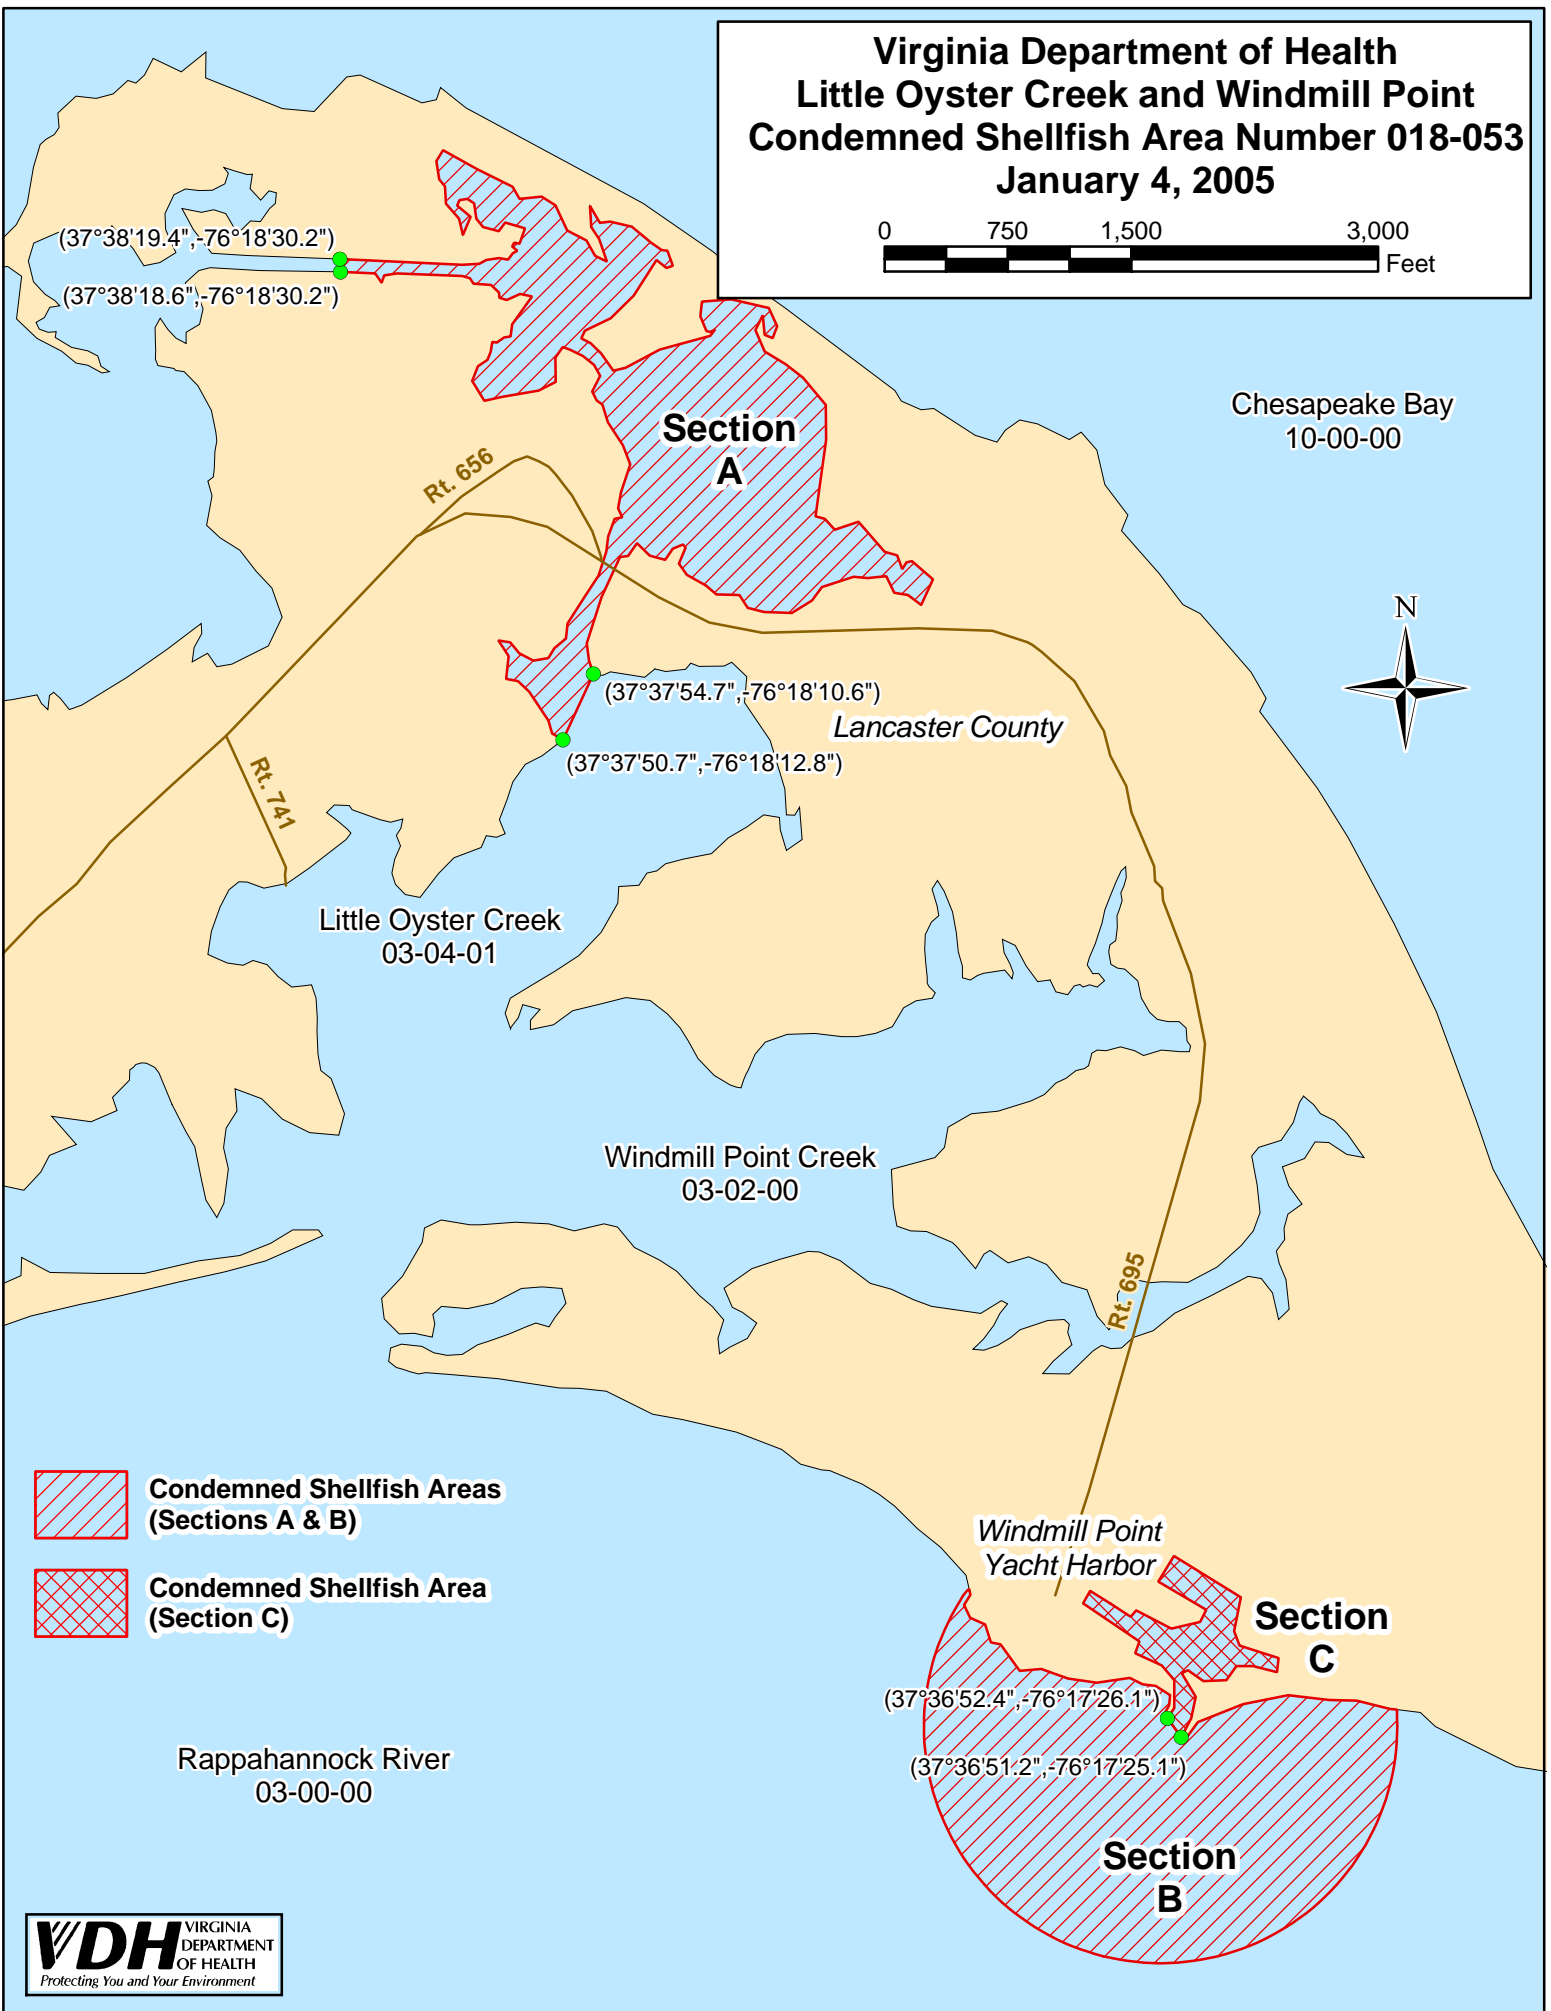 Virginia Department of Health
Little Oyster Creek and Windmill Point
Condemned Shellfish Area Number 018-053
January 4, 2005
0 750 1,500 3,000
Feet
(37°38'19.4",-76°18'30.2")
(37°38'18.6",-76°18'30.2")
Chesapeake Bay
10-00-00
Section
A
Rt. 656
N
(37°37'54.7",-76°18'10.6")
Lancaster County
(37°37'50.7",-76°18'12.8")
Rt. 741
Little Oyster Creek
03-04-01
Windmill Point Creek
03-02-00
Rt. 695
Condemned Shellfish Areas
(Sections A & B)
Condemned Shellfish Area
(Section C)
Windmill Point
Yacht Harbor
Section
C
(37°36'52.4",-76°17'26.1")
(37°36'51.2",-76°17'25.1")
Rappahannock River
03-00-00
Section
B
VDH
VIRGINIA
DEPARTMENT
OF HEALTH
Protecting You and Your Environment